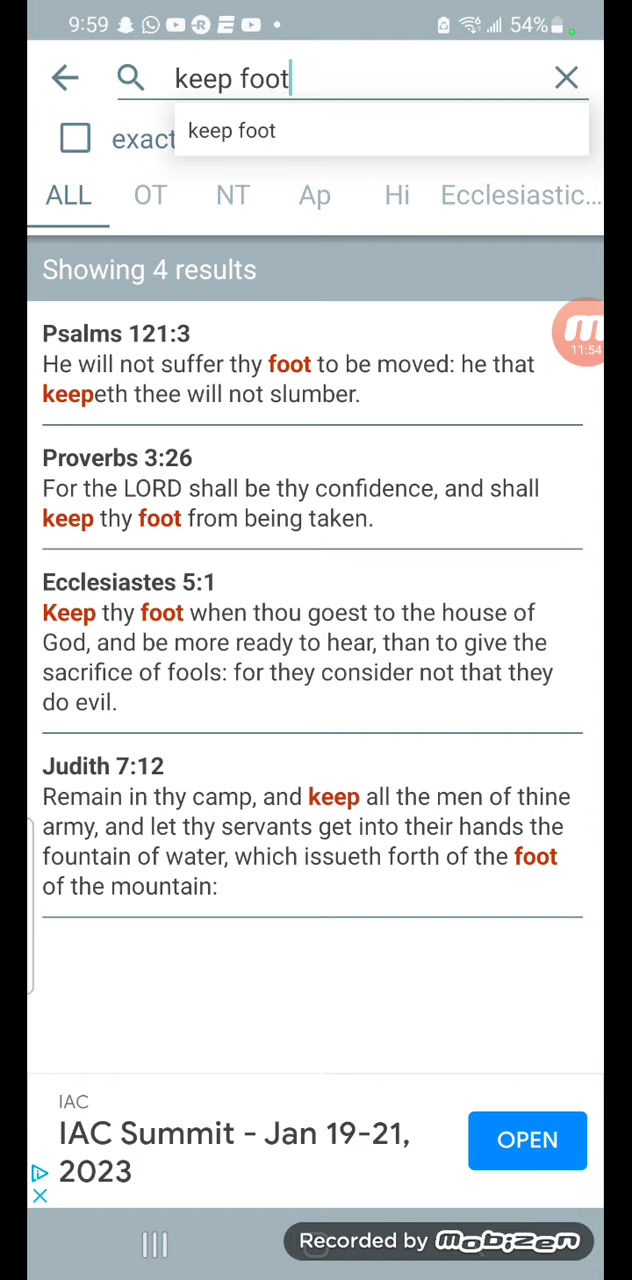 9:59 54%
keep foot
exact
keep foot
ALL OT NT Ap Hi Ecclesiastic...
Showing 4 results
Psalms 121:3
He will not suffer thy foot to be moved: he that
keepeth thee will not slumber.
11:54
Proverbs 3:26
For the LORD shall be thy confidence, and shall
keep thy foot from being taken.
Ecclesiastes 5:1
Keep thy foot when thou goest to the house of
God, and be more ready to hear, than to give the
sacrifice of fools: for they consider not that they
do evil.
Judith 7:12
Remain in thy camp, and keep all the men of thine
army, and let thy servants get into their hands the
fountain of water, which issueth forth of the foot
of the mountain:
IAC
IAC Summit - Jan 19-21,
2023
OPEN
Recorded by mobizen